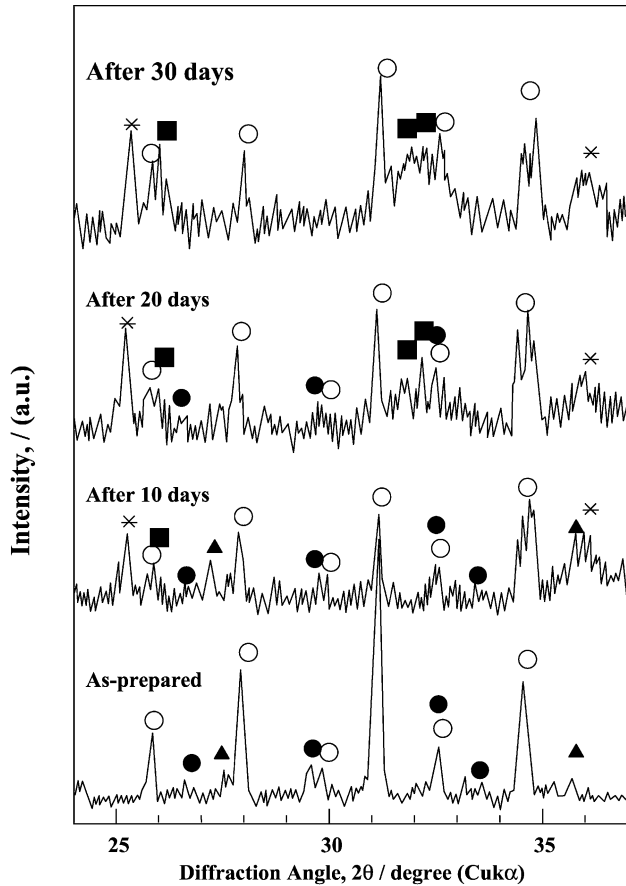 After 30 days
After 20 days
After 10 days
As-prepared
Intensity, / (a.u.)
25 30 35
Diffraction Angle, 2θ / degree (Cukα)